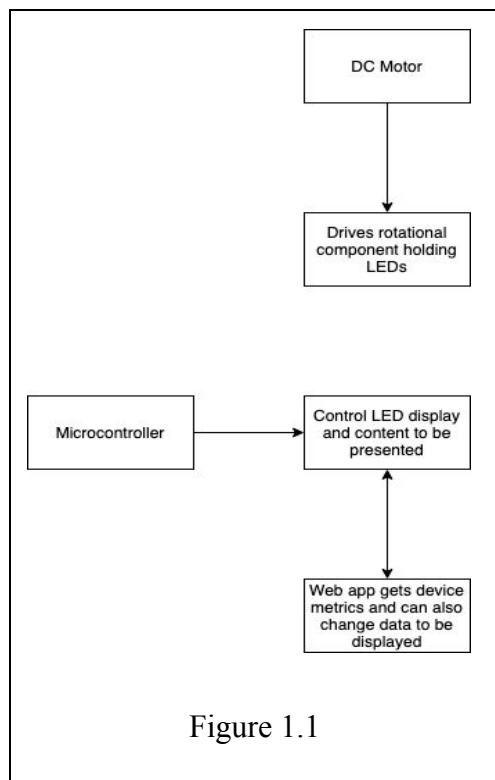 DC Motor
Drives rotational
component holding
LEDs
Microcontroller
Control LED display
and content to be
presented
Web app gets device
metrics and can also
change data to be
displayed
Figure 1.1